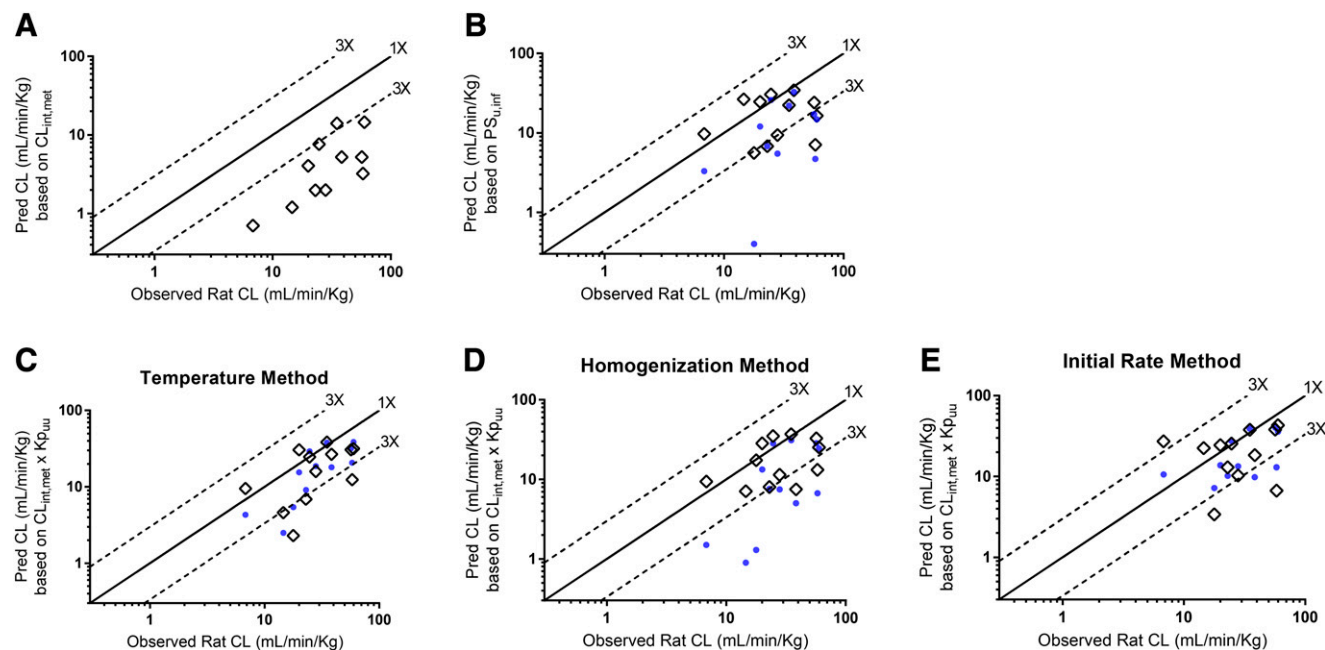 A
3X
1X
3X
Pred CL (mL/min/Kg)
based on CLint,met
100
10
1
1
10
100
Observed Rat CL (mL/min/Kg)
B
3X
1X
3X
Pred CL (mL/min/Kg)
based on PSu,inf
100
10
1
1
10
100
Observed Rat CL (mL/min/Kg)
C
Temperature Method
3X
1X
3X
Pred CL (mL/min/Kg)
based on CLint,met x Kpuu
100
10
1
1
10
100
Observed Rat CL (mL/min/Kg)
D
Homogenization Method
3X
1X
3X
Pred CL (mL/min/Kg)
based on CLint,met x Kpuu
100
10
1
1
10
100
Observed Rat CL (mL/min/Kg)
E
Initial Rate Method
3X
1X
3X
Pred CL (mL/min/Kg)
based on CLint,met x Kpuu
100
10
1
1
10
100
Observed Rat CL (mL/min/Kg)